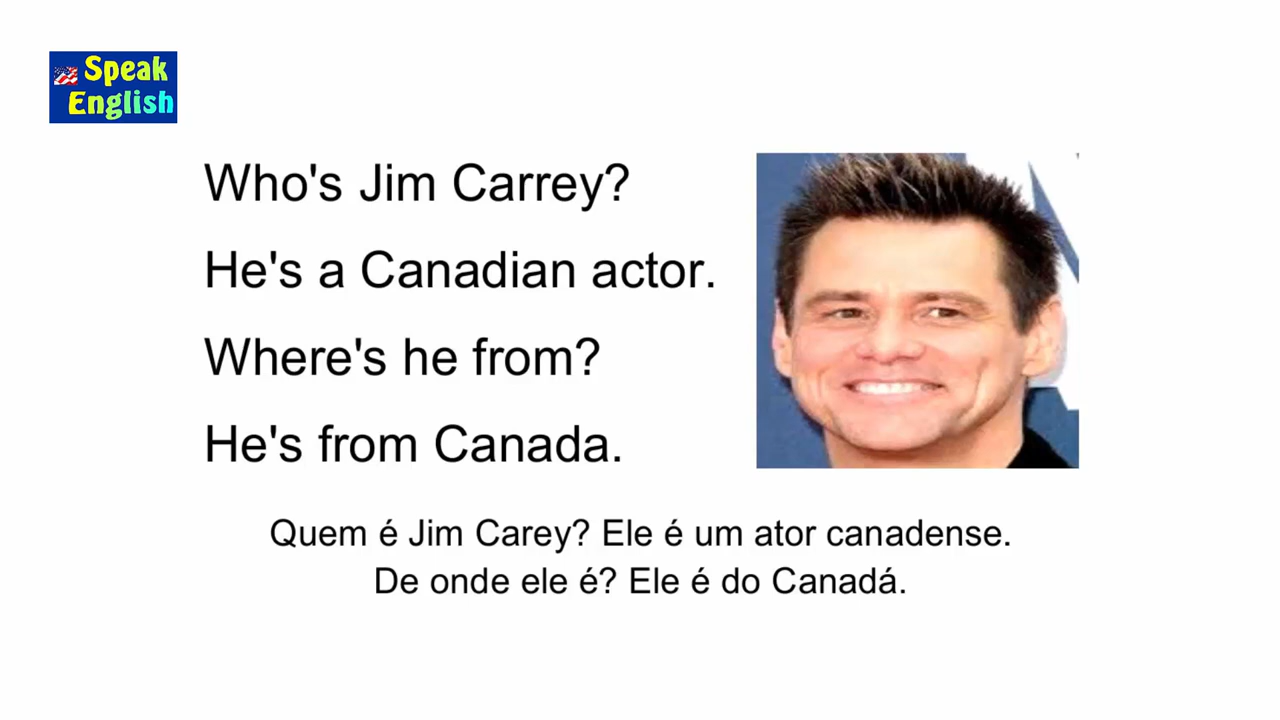 Speak
English
Who's Jim Carrey?
He's a Canadian actor.
Where's he from?
He's from Canada.
Quem é Jim Carey? Ele é um ator canadense.
De onde ele é? Ele é do Canadá.